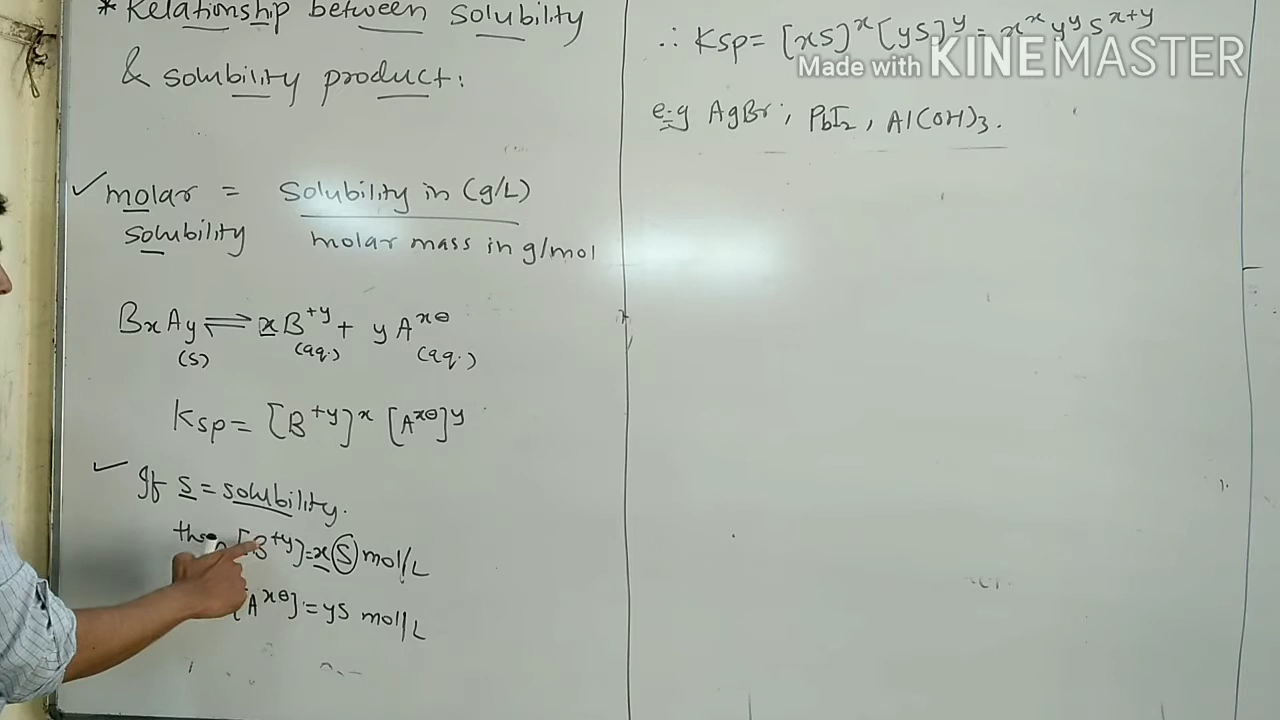 * Relationship between solubility
& solubility product:
✓ molar = Solubility in (g/L)
solubility molar mass in g/mol
BxAy ⇌ xB⁺ʸ + yAˣ⊖
(s) (aq.) (aq.)
Ksp = [B⁺ʸ]ˣ [Aˣ⊖]ʸ
✓ If s = solubility.
[B⁺ʸ] = x S mol/L
[Aˣ⊖] = yS mol/L
∴ Ksp = [xS]ˣ [yS]ʸ = xˣ yʸ Sˣ⁺ʸ
Made with KINEMASTER
e.g AgBr, PbI₂, Al(OH)₃.